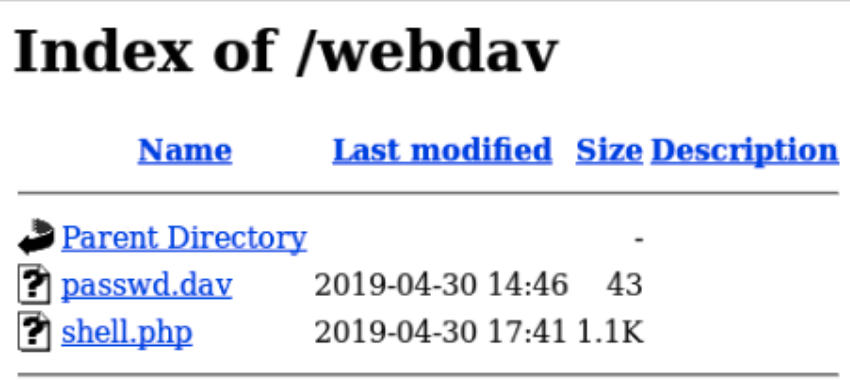 Index of /webdav
Name Last modified Size Description
Parent Directory -
passwd.dav 2019-04-30 14:46 43
shell.php 2019-04-30 17:41 1.1K